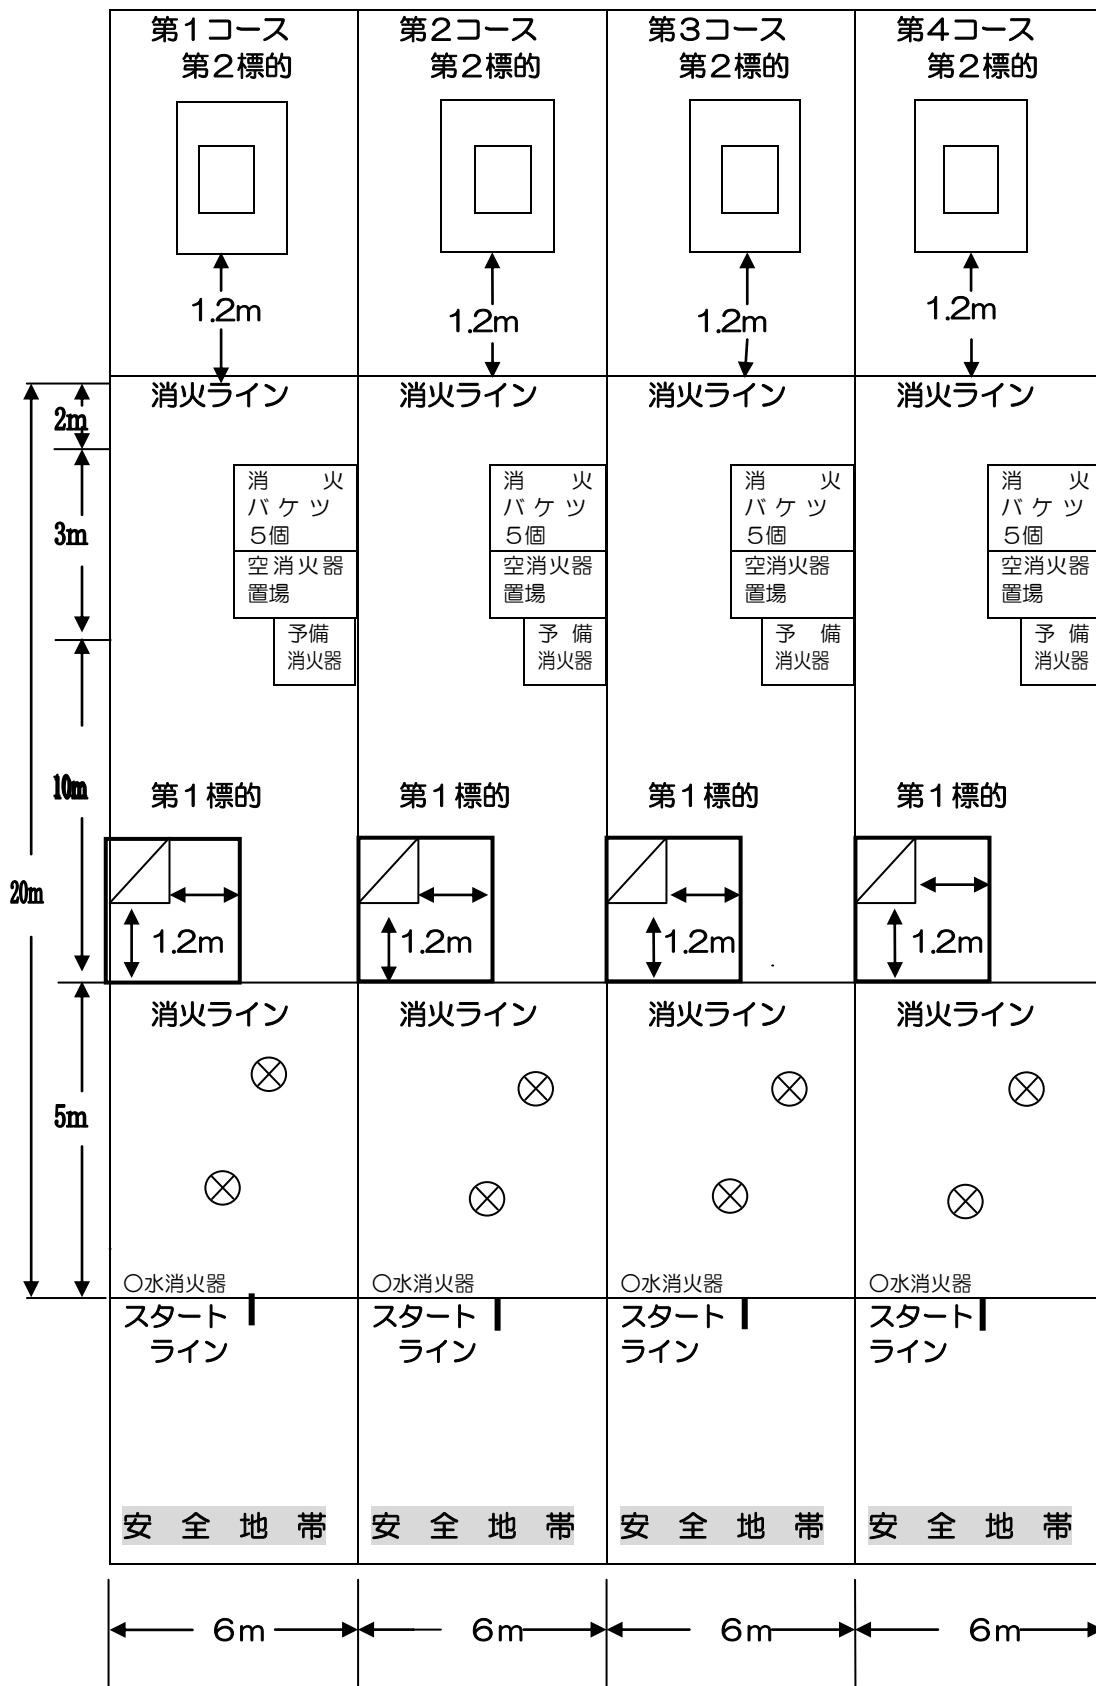 第1コース 第2コース 第3コース 第4コース
第2標的 第2標的 第2標的 第2標的
1.2m 1.2m 1.2m 1.2m
消火ライン 消火ライン 消火ライン 消火ライン
2m
消火 消火 消火 消火
バケツ バケツ バケツ バケツ
5個 5個 5個 5個
3m
空消火器 空消火器 空消火器 空消火器
置場 置場 置場 置場
予備 予備 予備 予備
消火器 消火器 消火器 消火器
10m
第1標的 第1標的 第1標的 第1標的
20m
1.2m 1.2m 1.2m 1.2m
消火ライン 消火ライン 消火ライン 消火ライン
5m
○水消火器 ○水消火器 ○水消火器 ○水消火器
スタート スタート スタート スタート
ライン ライン ライン ライン
安全地帯 安全地帯 安全地帯 安全地帯
6m 6m 6m 6m